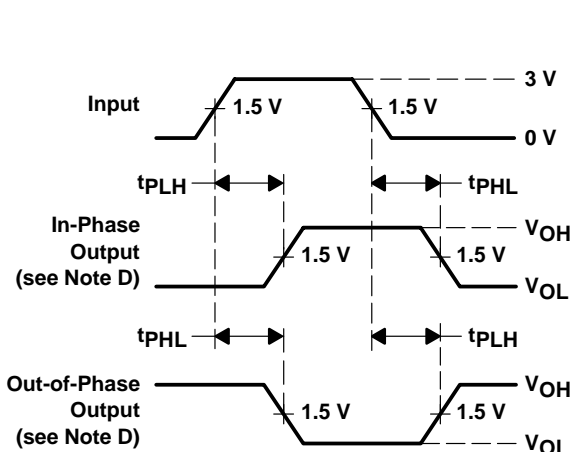 3 V
Input
1.5 V
1.5 V
0 V
tPLH
tPHL
In-Phase
Output
(see Note D)
VOH
1.5 V
1.5 V
VOL
tPHL
tPLH
Out-of-Phase
Output
(see Note D)
VOH
1.5 V
1.5 V
VOL